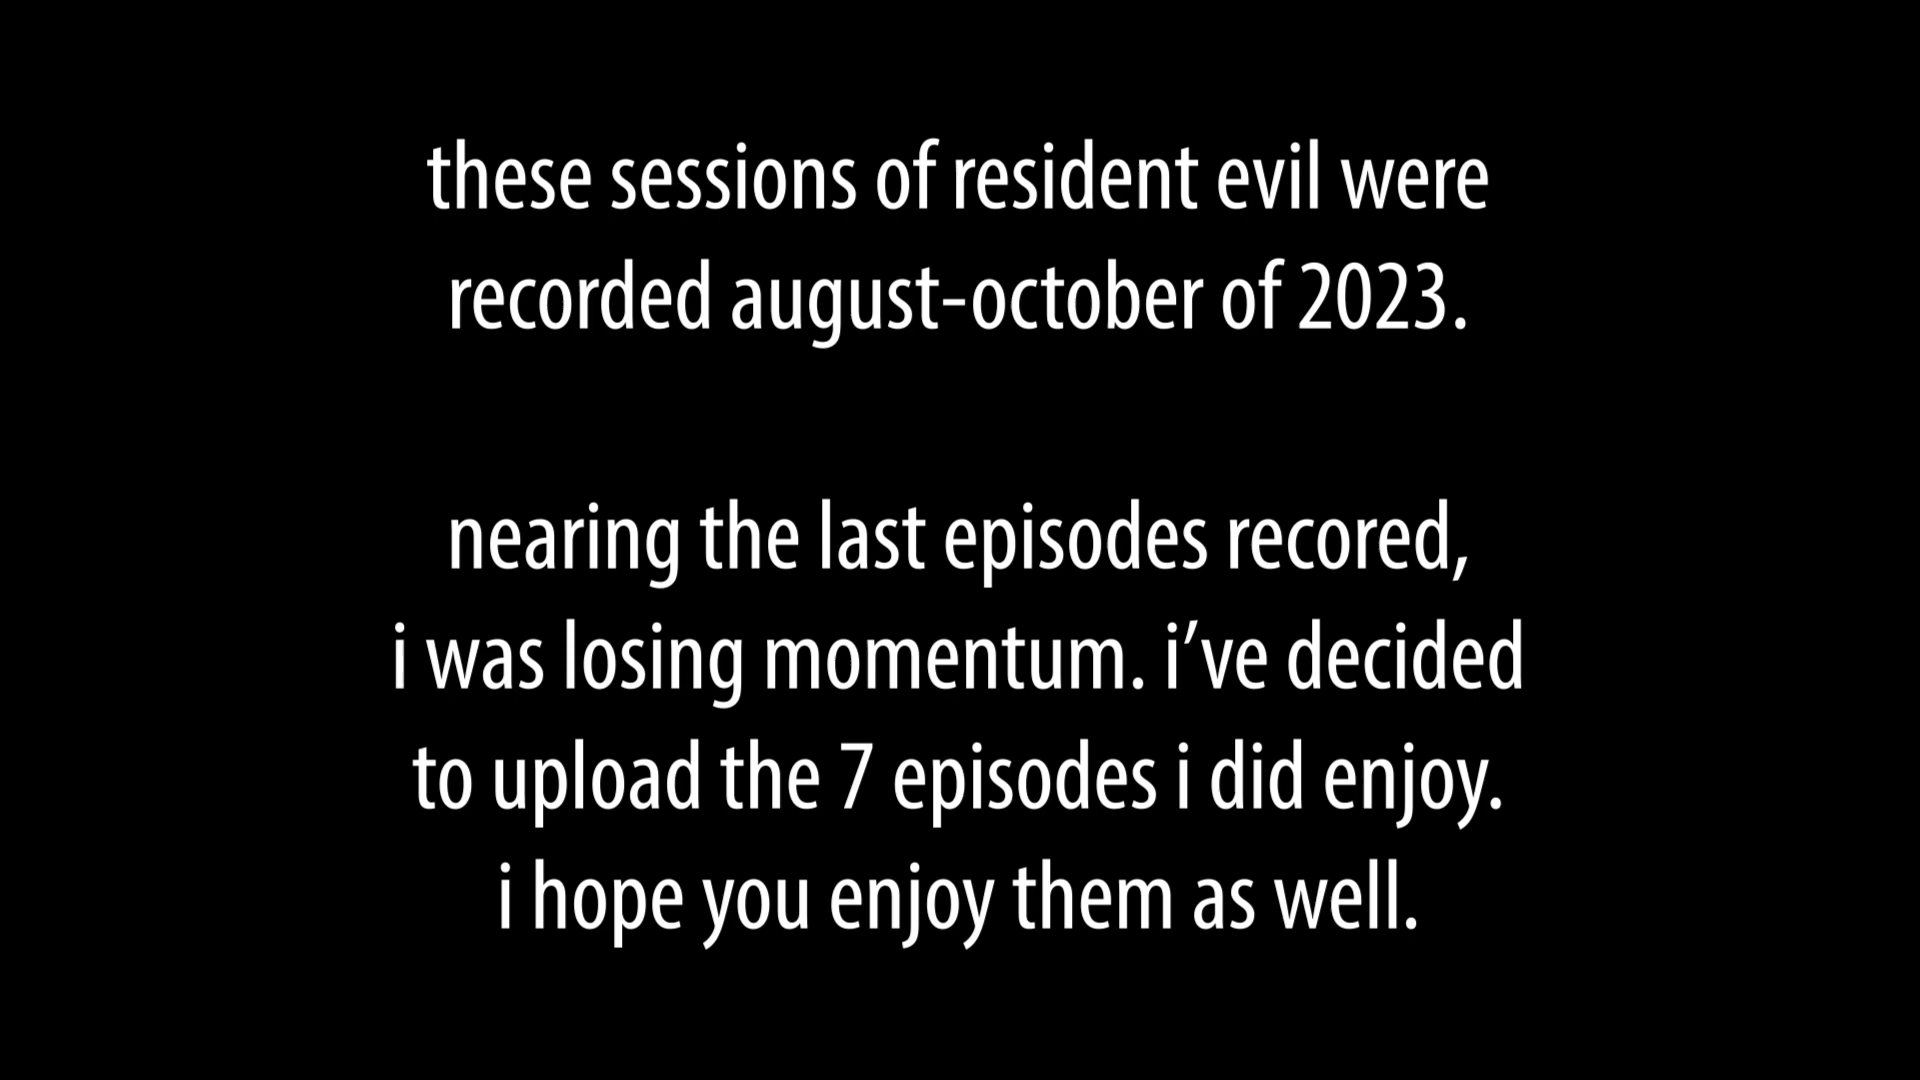 these sessions of resident evil were
recorded august-october of 2023.
nearing the last episodes recored,
i was losing momentum. i’ve decided
to upload the 7 episodes i did enjoy.
i hope you enjoy them as well.